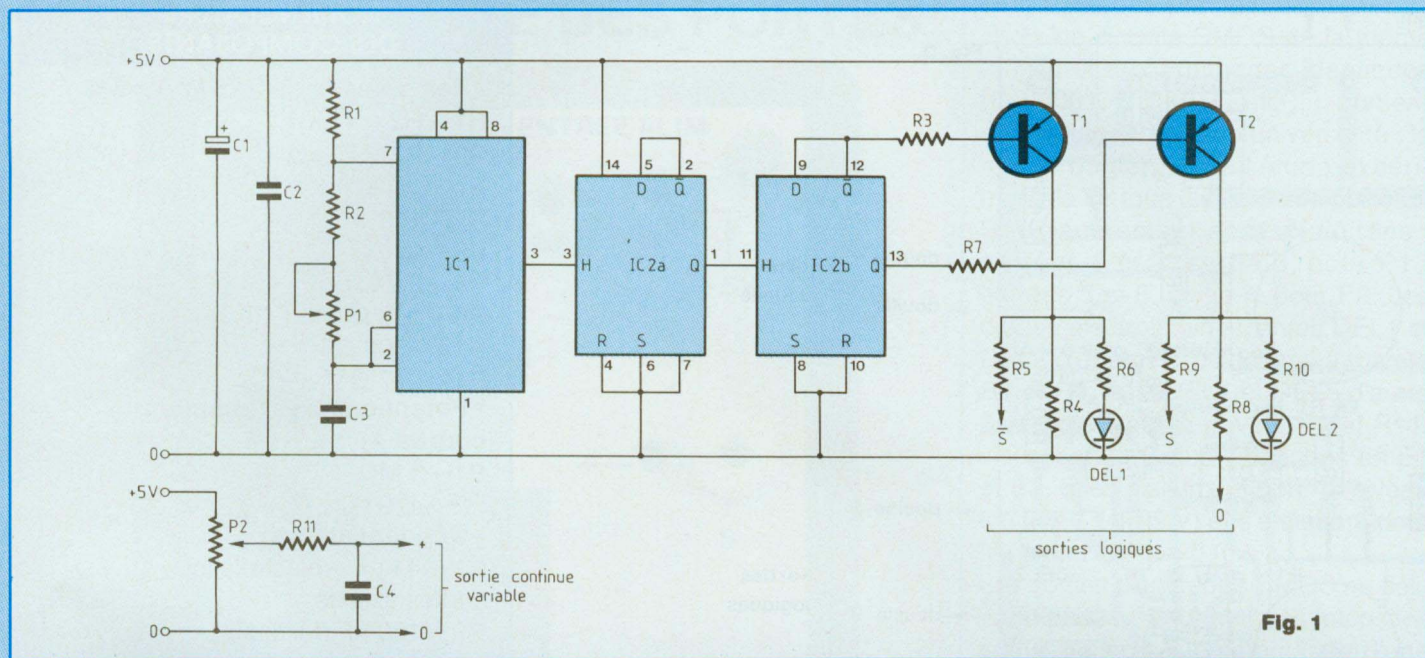 +5V
C1
+
C2
R1
R2
P1
C3
7
6
2
4
8
IC1
3
1
3
14
5
2
D
Q̅
H
IC2a
Q
R
S
4
6
7
1
11
9
12
D
Q̅
H
IC2b
Q
S
R
8
10
13
R3
R7
T1
T2
R5
R4
R6
S̅
DEL1
R9
R8
R10
S
DEL2
0
0
sorties logiques
+5V
P2
R11
C4
+
0
0
sortie continue
variable
Fig. 1